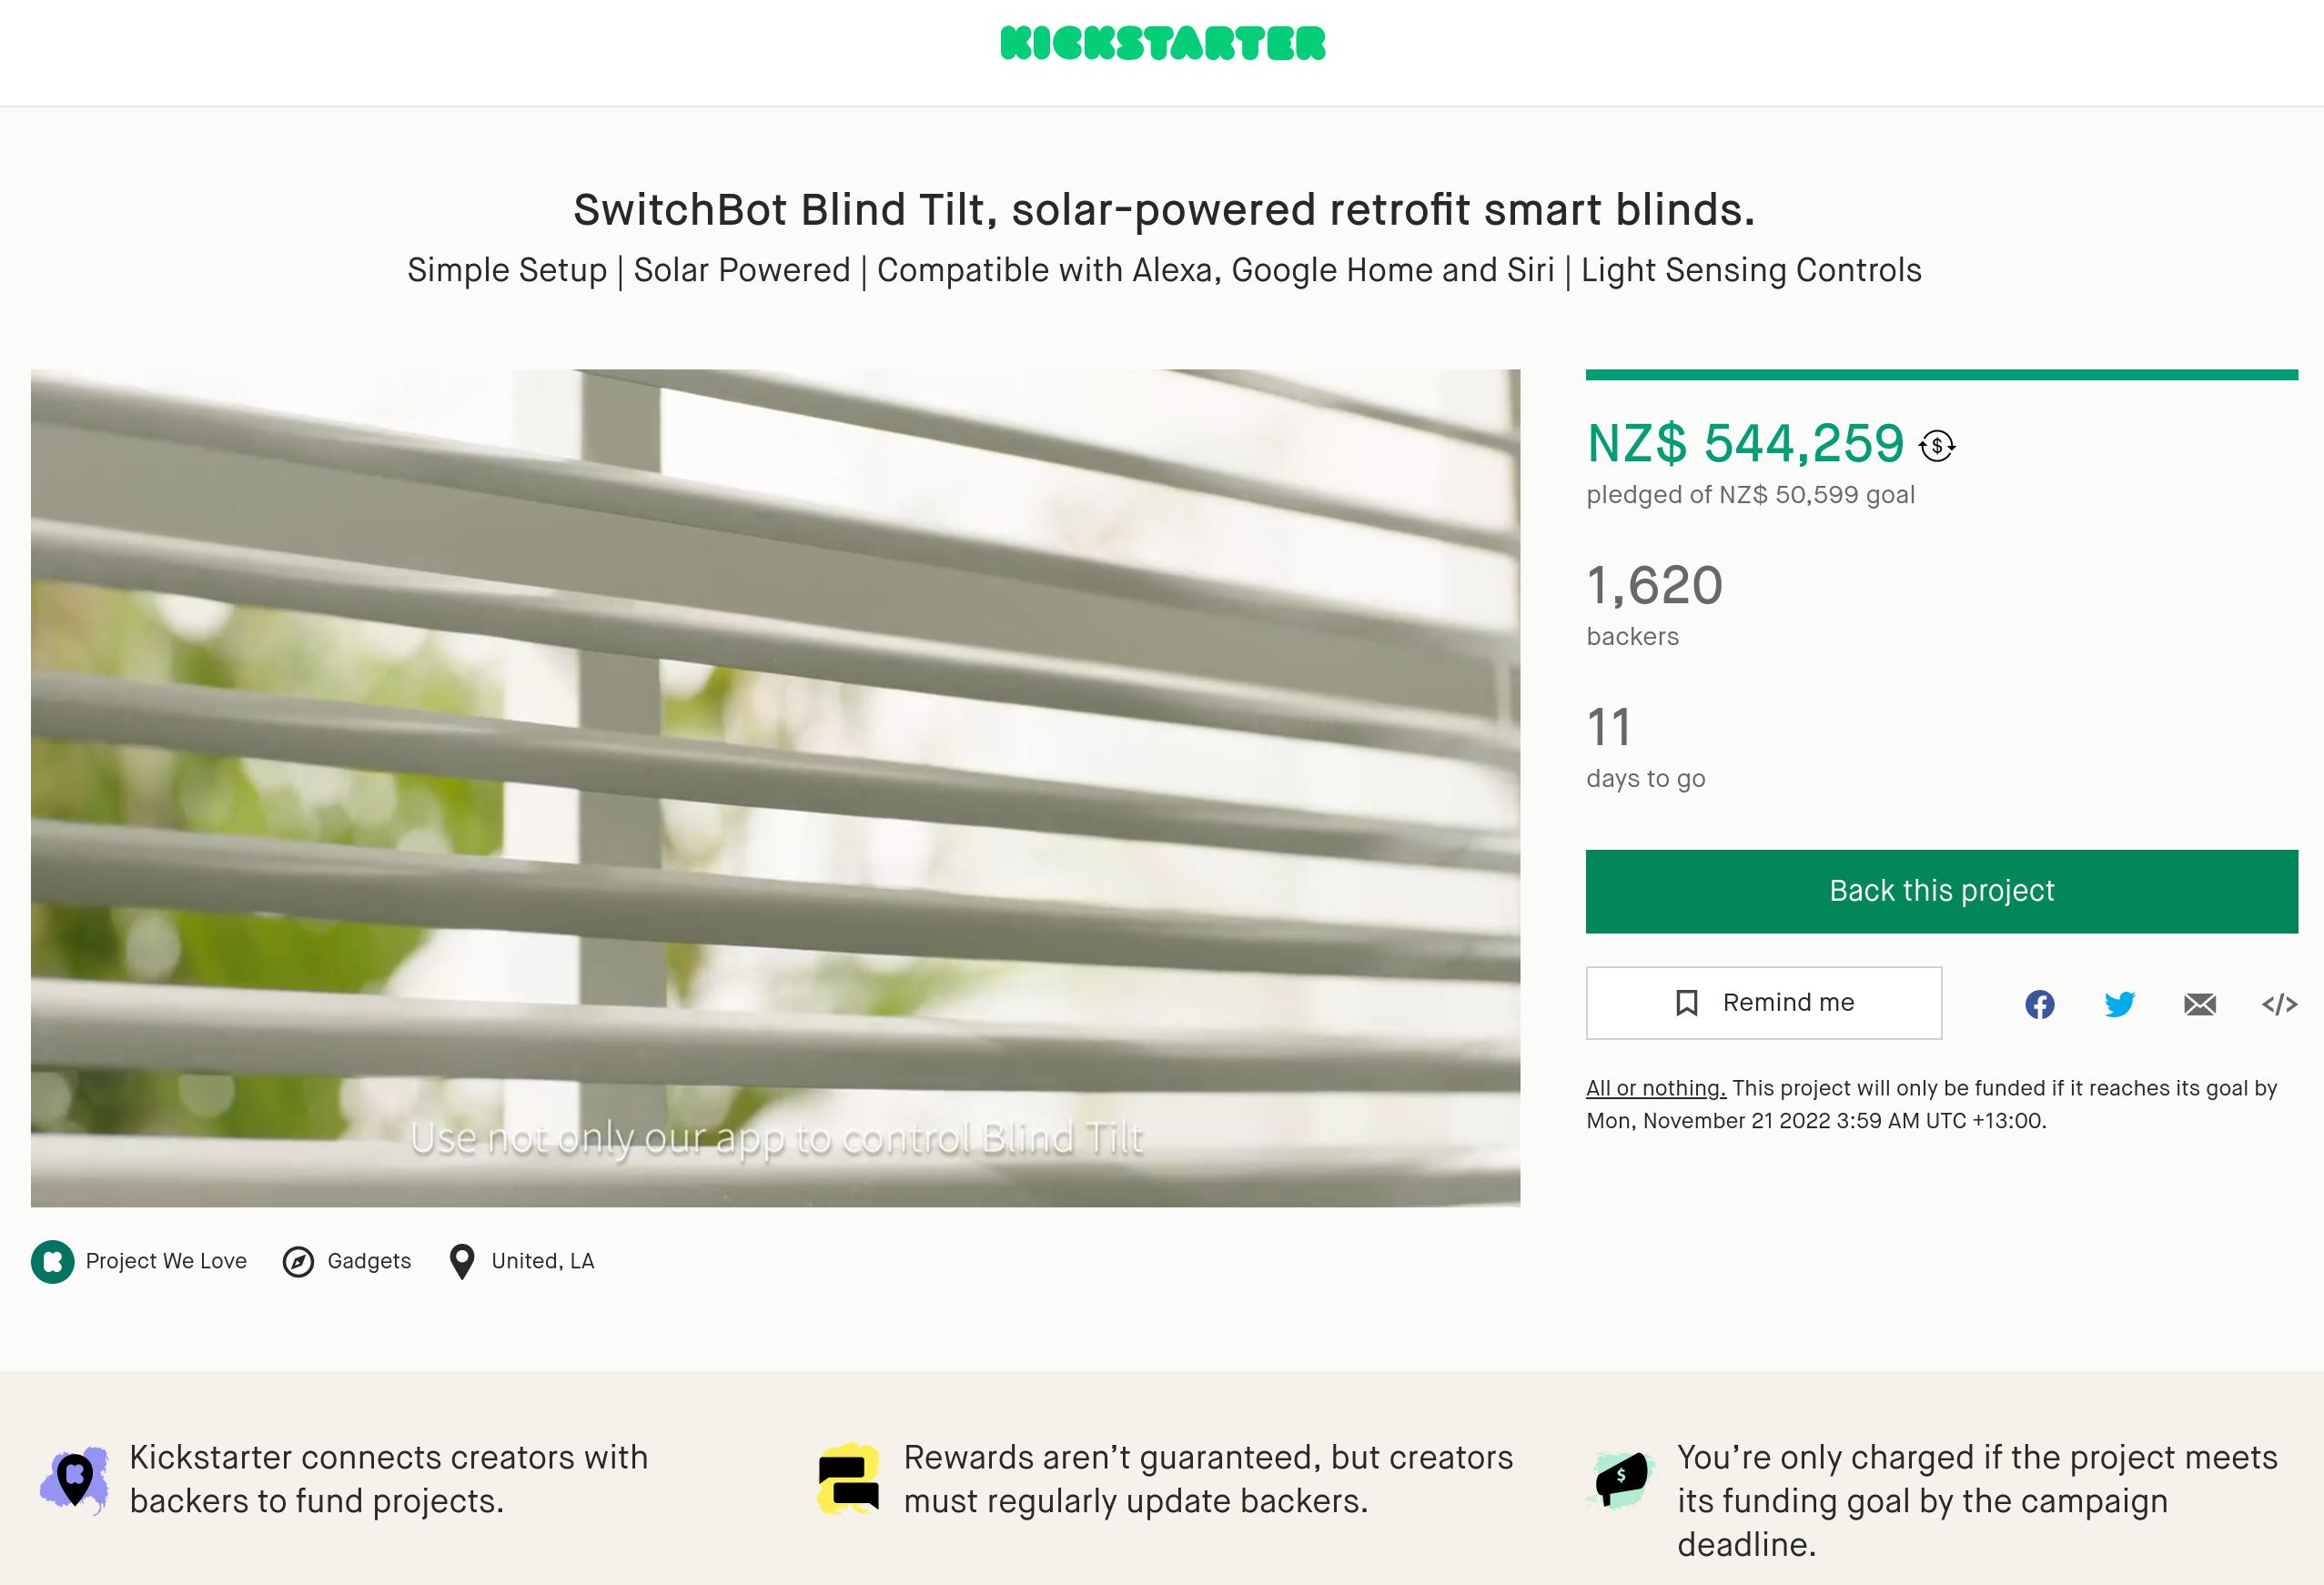 KICKSTARTER
SwitchBot Blind Tilt, solar-powered retrofit smart blinds.
Simple Setup | Solar Powered | Compatible with Alexa, Google Home and Siri | Light Sensing Controls
NZ$ 544,259
$
pledged of NZ$ 50,599 goal
1,620
backers
11
days to go
Back this project
Remind me
All or nothing. This project will only be funded if it reaches its goal by
Mon, November 21 2022 3:59 AM UTC +13:00.
Use not only our app to control Blind Tilt
Project We Love
Gadgets
United, LA
Kickstarter connects creators with
backers to fund projects.
Rewards aren’t guaranteed, but creators
must regularly update backers.
You’re only charged if the project meets
its funding goal by the campaign
deadline.